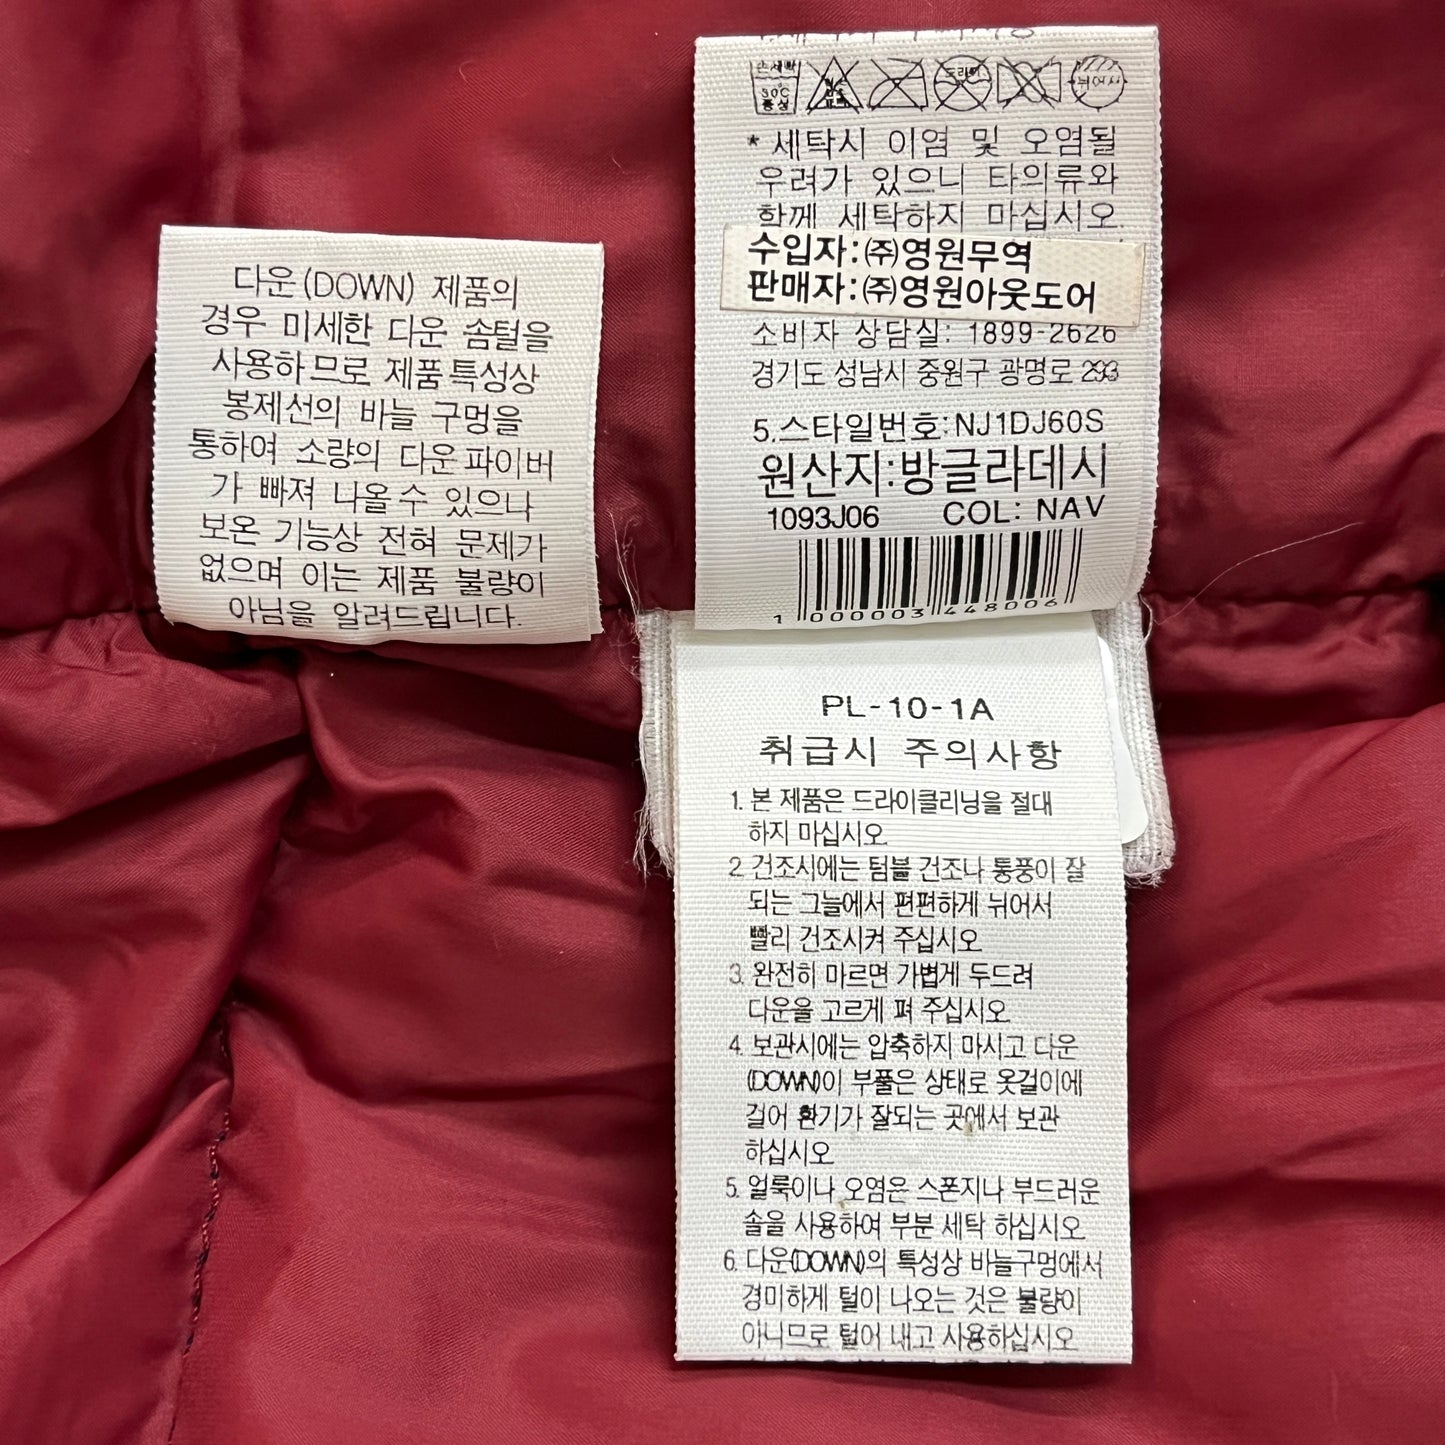 다운(DOWN) 제품의
경우 미세한 다운 솜털을
사용하므로 제품특성상
봉제선의 바늘 구멍을
통하여 소량의 다운파이버
가 빠져 나올수 있으나
보온 기능상 전혀 문제가
없으며 이는 제품 불량이
아님을 알려드립니다.
손세탁 30℃ 중성
드라이
뉘어서
* 세탁시 이염 및 오염될
우려가 있으니 타의류와
함께 세탁하지 마십시오.
수입자:㈜영원무역
판매자:㈜영원아웃도어
소비자 상담실: 1899-2626
경기도 성남시 중원구 광명로 293
5.스타일번호:NJ1DJ60S
원산지:방글라데시
1093J06 COL: NAV
1 000003 448006
PL-10-1A
취급시 주의사항
1. 본 제품은 드라이클리닝을 절대
하지 마십시오.
2. 건조시에는 텀블 건조나 통풍이 잘
되는 그늘에서 편편하게 뉘어서
빨리 건조시켜 주십시오.
3. 완전히 마르면 가볍게 두드려
다운을 고르게 펴 주십시오.
4. 보관시에는 압축하지 마시고 다운
(DOWN)이 부풀은 상태로 옷걸이에
걸어 환기가 잘되는 곳에서 보관
하십시오.
5. 얼룩이나 오염은 스폰지나 부드러운
솔을 사용하여 부분 세탁 하십시오.
6. 다운(DOWN)의 특성상 바늘구멍에서
경미하게 털이 나오는 것은 불량이
아니므로 털어 내고 사용하십시오.